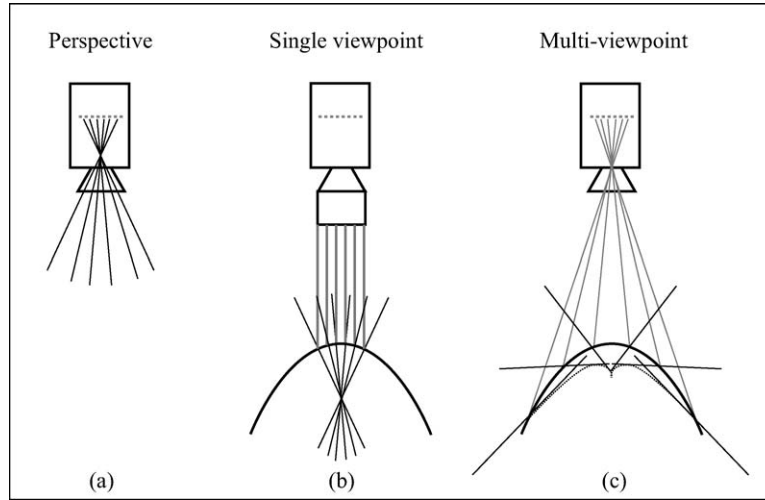 Perspective
Single viewpoint
Multi-viewpoint
(a)
(b)
(c)